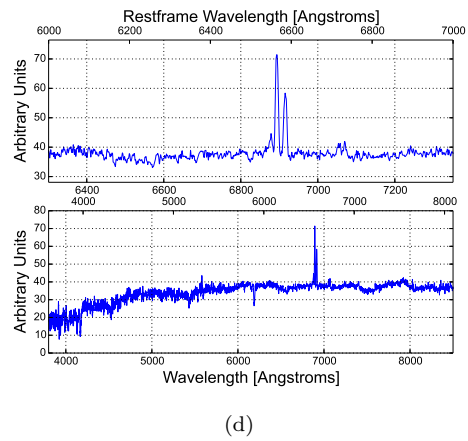 Restframe Wavelength [Angstroms]
6000 6200 6400 6600 6800 7000
Arbitrary Units
70
60
50
40
30
6400 6600 6800 7000 7200
4000 5000 6000 7000 8000
Arbitrary Units
80
70
60
50
40
30
20
10
0
4000 5000 6000 7000 8000
Wavelength [Angstroms]
(d)